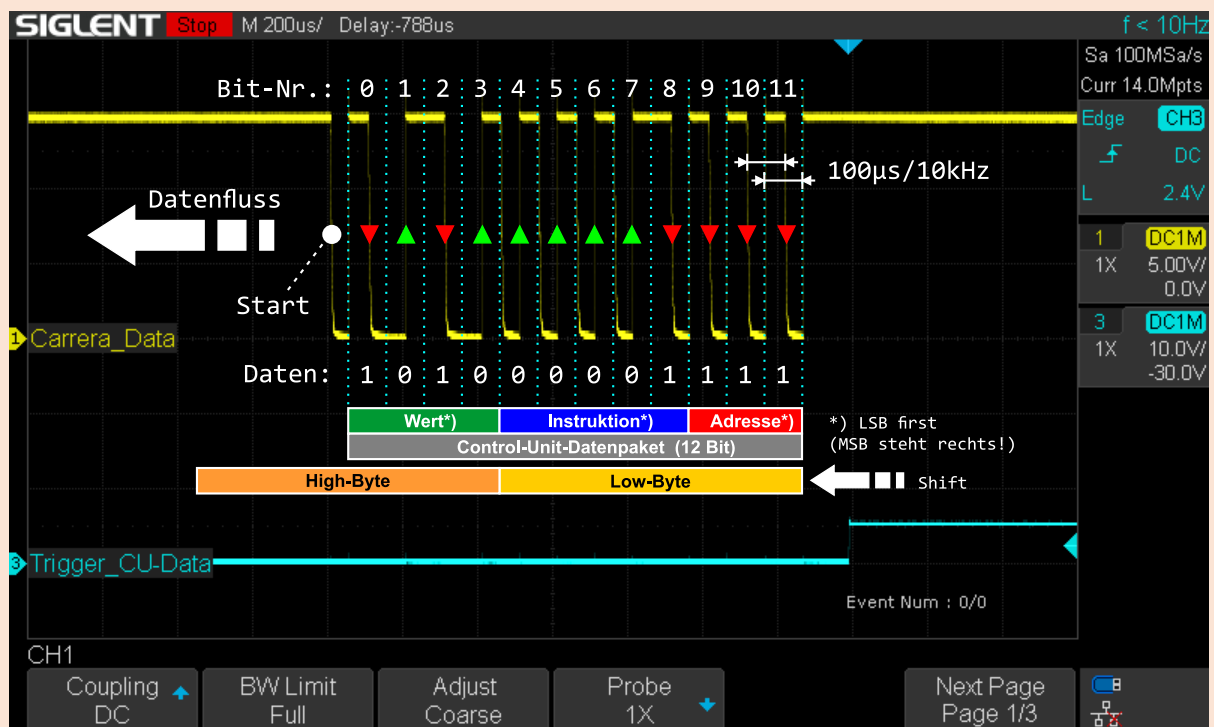 SIGLENT Stop M 200us/ Delay:-788us f < 10Hz
Sa 100MSa/s
Curr 14.0Mpts
Edge CH3
DC
L 2.4V
1 DC1M
1X 5.00V/
0.0V
3 DC1M
1X 10.0V/
-30.0V
Bit-Nr.: 0 1 2 3 4 5 6 7 8 9 10 11
100µs/10kHz
Datenfluss
Start
1 Carrera_Data
Daten: 1 0 1 0 0 0 0 0 1 1 1 1
Wert*) Instruktion*) Adresse*)
Control-Unit-Datenpaket (12 Bit)
*) LSB first
(MSB steht rechts!)
High-Byte Low-Byte
Shift
3 Trigger_CU-Data
Event Num : 0/0
CH1
Coupling
DC
BW Limit
Full
Adjust
Coarse
Probe
1X
Next Page
Page 1/3